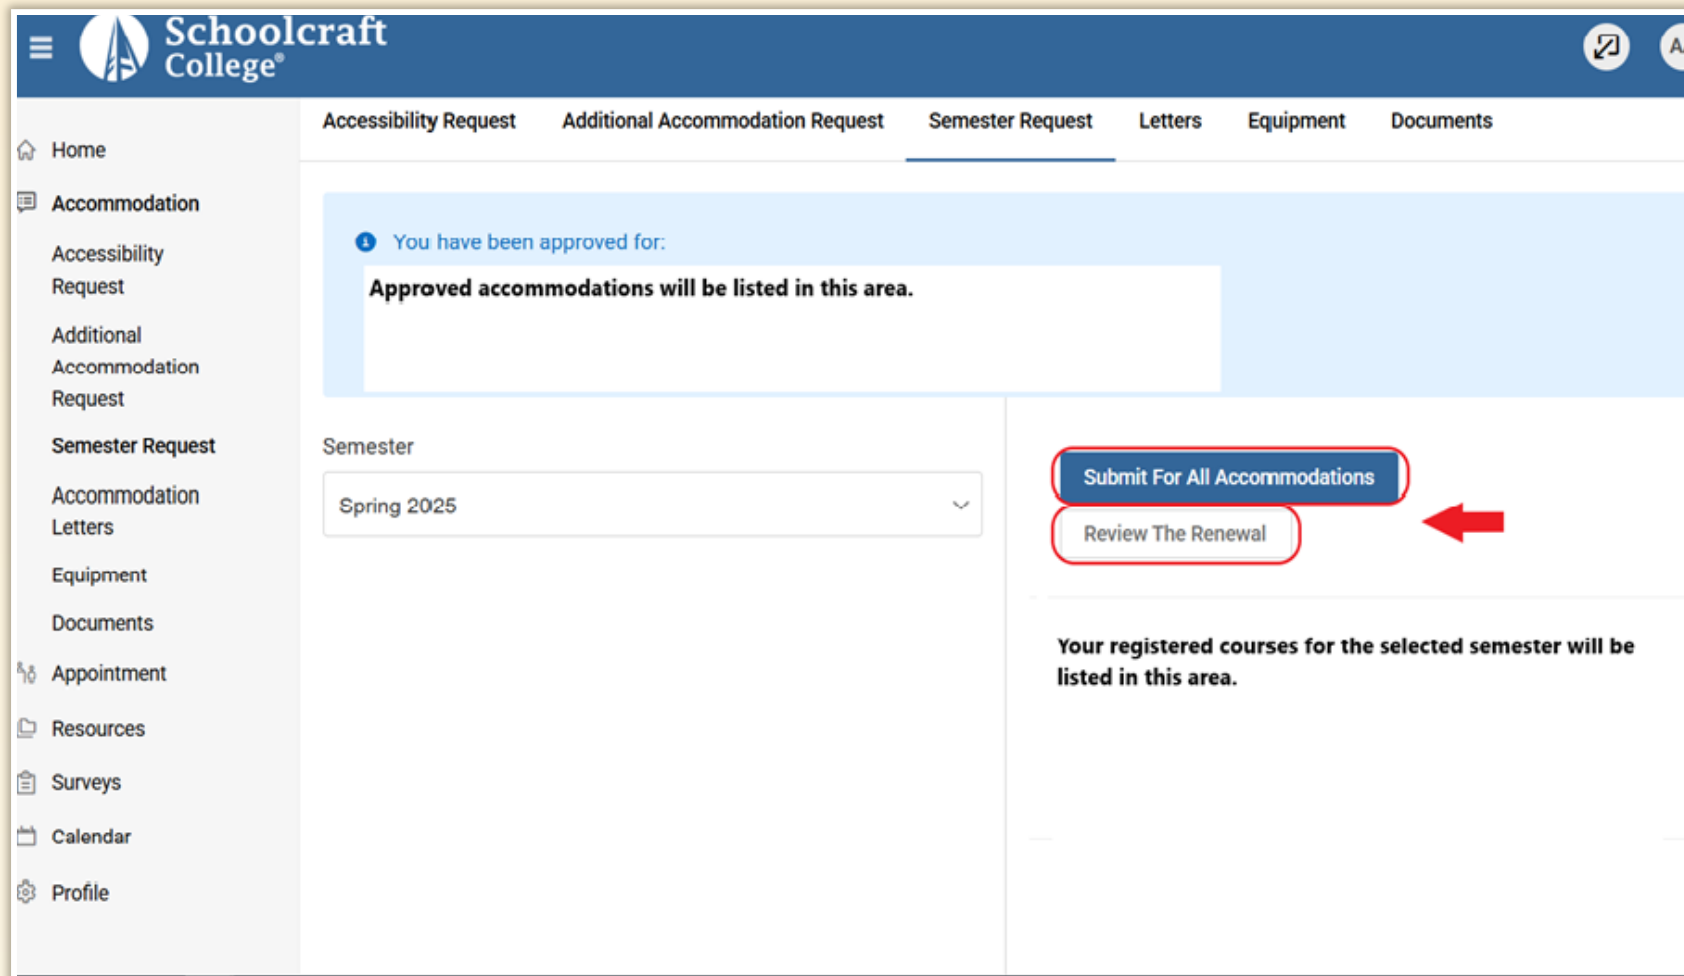 Schoolcraft
College®
Home
Accommodation
Accessibility
Request
Additional
Accommodation
Request
Semester Request
Accommodation
Letters
Equipment
Documents
Appointment
Resources
Surveys
Calendar
Profile
Accessibility Request Additional Accommodation Request Semester Request Letters Equipment Documents
You have been approved for:
Approved accommodations will be listed in this area.
Semester
Spring 2025
Submit For All Accommodations
Review The Renewal
Your registered courses for the selected semester will be
listed in this area.